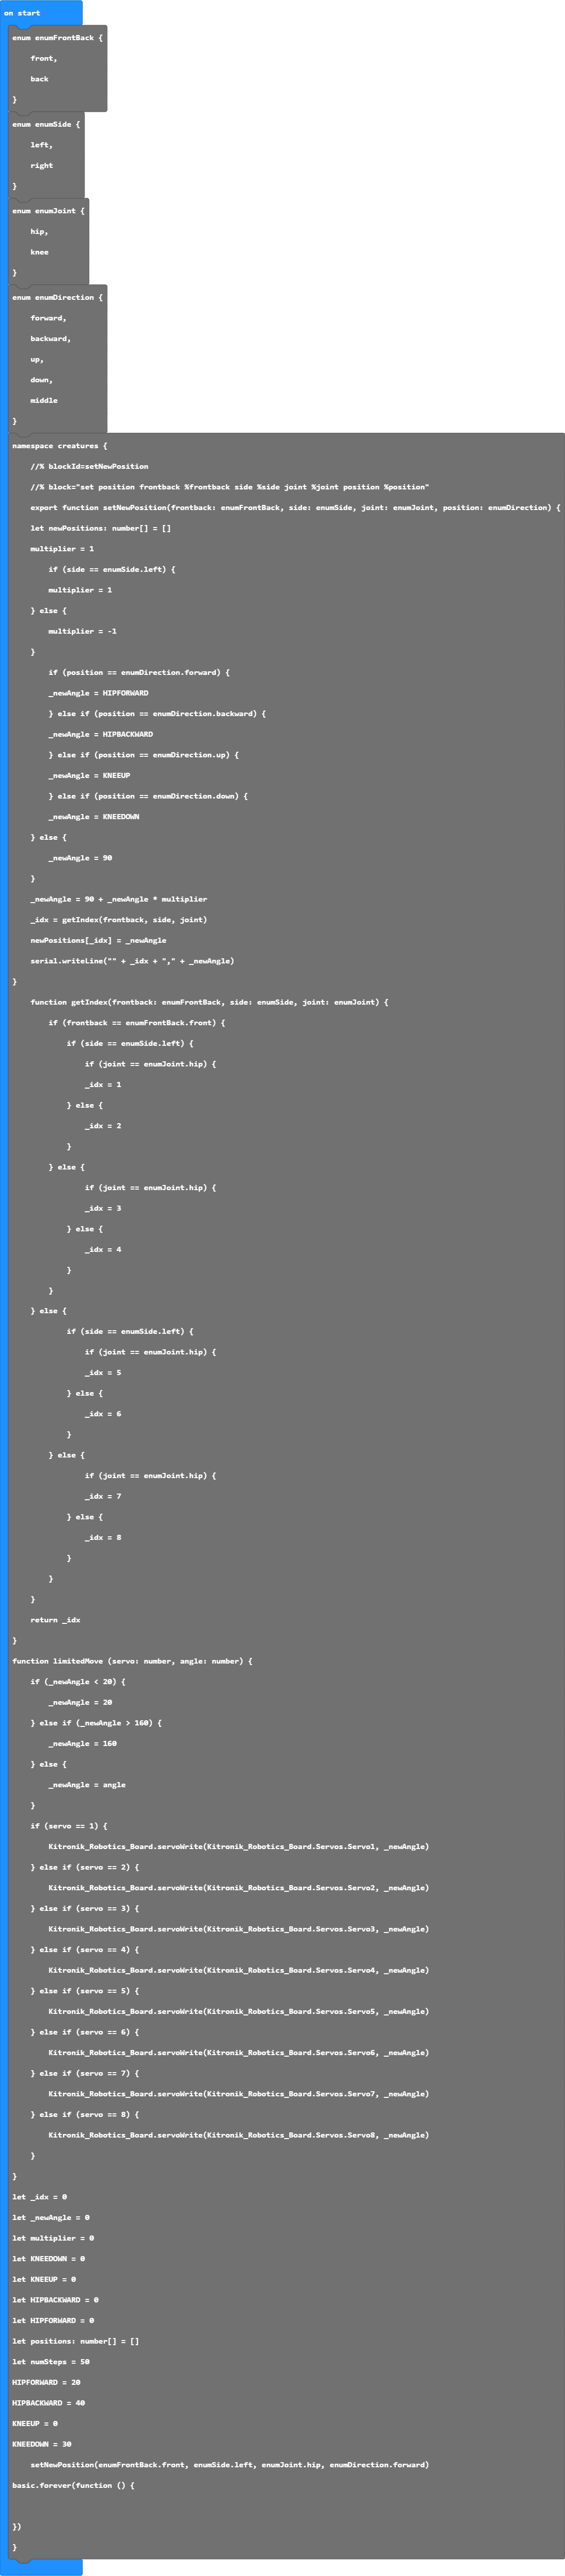 on start
enum enumFrontBack {
    front,
    back
}
enum enumSide {
    left,
    right
}
enum enumJoint {
    hip,
    knee
}
enum enumDirection {
    forward,
    backward,
    up,
    down,
    middle
}
namespace creatures {
    //% blockId=setNewPosition
    //% block="set position frontback %frontback side %side joint %joint position %position"
    export function setNewPosition(frontback: enumFrontBack, side: enumSide, joint: enumJoint, position: enumDirection) {
    let newPositions: number[] = []
    multiplier = 1
        if (side == enumSide.left) {
        multiplier = 1
    } else {
        multiplier = -1
    }
        if (position == enumDirection.forward) {
        _newAngle = HIPFORWARD
        } else if (position == enumDirection.backward) {
        _newAngle = HIPBACKWARD
        } else if (position == enumDirection.up) {
        _newAngle = KNEEUP
        } else if (position == enumDirection.down) {
        _newAngle = KNEEDOWN
    } else {
        _newAngle = 90
    }
    _newAngle = 90 + _newAngle * multiplier
    _idx = getIndex(frontback, side, joint)
    newPositions[_idx] = _newAngle
    serial.writeLine("" + _idx + "," + _newAngle)
}
    function getIndex(frontback: enumFrontBack, side: enumSide, joint: enumJoint) {
        if (frontback == enumFrontBack.front) {
            if (side == enumSide.left) {
                if (joint == enumJoint.hip) {
                _idx = 1
            } else {
                _idx = 2
            }
        } else {
                if (joint == enumJoint.hip) {
                _idx = 3
            } else {
                _idx = 4
            }
        }
    } else {
            if (side == enumSide.left) {
                if (joint == enumJoint.hip) {
                _idx = 5
            } else {
                _idx = 6
            }
        } else {
                if (joint == enumJoint.hip) {
                _idx = 7
            } else {
                _idx = 8
            }
        }
    }
    return _idx
}
function limitedMove (servo: number, angle: number) {
    if (_newAngle < 20) {
        _newAngle = 20
    } else if (_newAngle > 160) {
        _newAngle = 160
    } else {
        _newAngle = angle
    }
    if (servo == 1) {
        Kitronik_Robotics_Board.servoWrite(Kitronik_Robotics_Board.Servos.Servo1, _newAngle)
    } else if (servo == 2) {
        Kitronik_Robotics_Board.servoWrite(Kitronik_Robotics_Board.Servos.Servo2, _newAngle)
    } else if (servo == 3) {
        Kitronik_Robotics_Board.servoWrite(Kitronik_Robotics_Board.Servos.Servo3, _newAngle)
    } else if (servo == 4) {
        Kitronik_Robotics_Board.servoWrite(Kitronik_Robotics_Board.Servos.Servo4, _newAngle)
    } else if (servo == 5) {
        Kitronik_Robotics_Board.servoWrite(Kitronik_Robotics_Board.Servos.Servo5, _newAngle)
    } else if (servo == 6) {
        Kitronik_Robotics_Board.servoWrite(Kitronik_Robotics_Board.Servos.Servo6, _newAngle)
    } else if (servo == 7) {
        Kitronik_Robotics_Board.servoWrite(Kitronik_Robotics_Board.Servos.Servo7, _newAngle)
    } else if (servo == 8) {
        Kitronik_Robotics_Board.servoWrite(Kitronik_Robotics_Board.Servos.Servo8, _newAngle)
    }
}
let _idx = 0
let _newAngle = 0
let multiplier = 0
let KNEEDOWN = 0
let KNEEUP = 0
let HIPBACKWARD = 0
let HIPFORWARD = 0
let positions: number[] = []
let numSteps = 50
HIPFORWARD = 20
HIPBACKWARD = 40
KNEEUP = 0
KNEEDOWN = 30
    setNewPosition(enumFrontBack.front, enumSide.left, enumJoint.hip, enumDirection.forward)
basic.forever(function () {
})
}